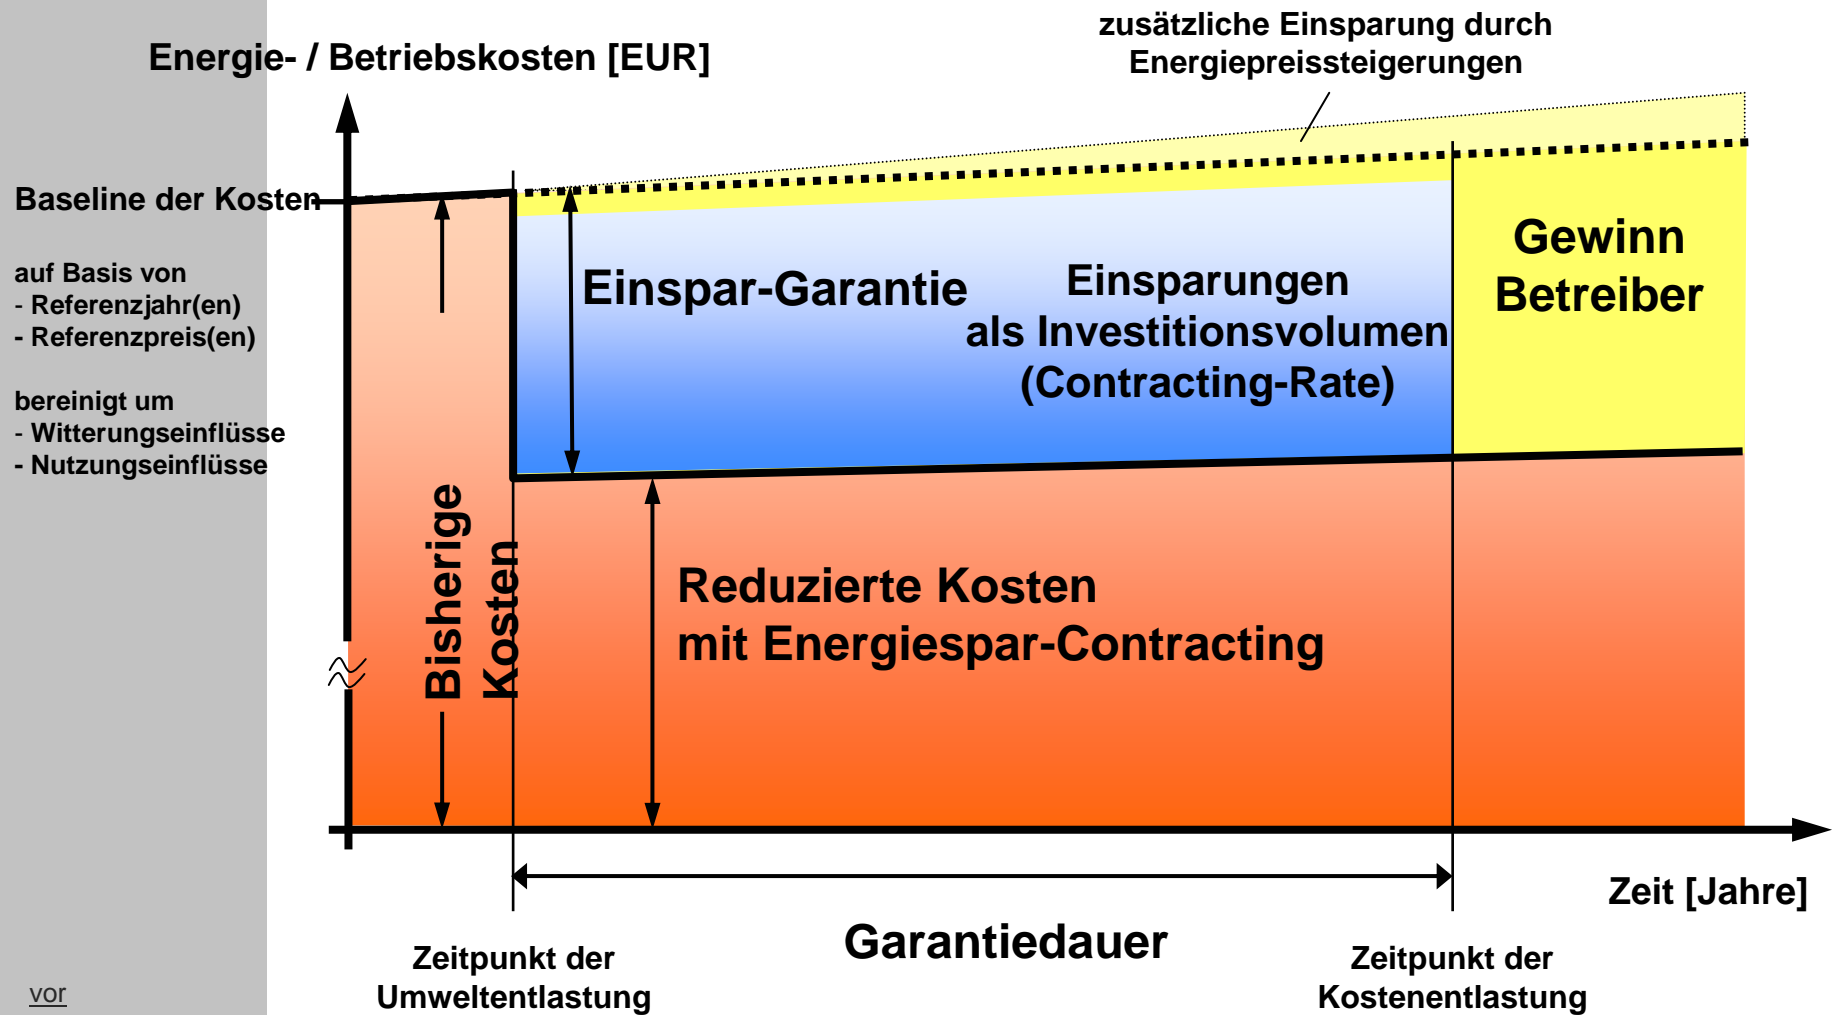 zusätzliche Einsparung durch
Energiepreissteigerungen
Energie- / Betriebskosten [EUR]
Baseline der Kosten
auf Basis von
- Referenzjahr(en)
- Referenzpreis(en)
bereinigt um
- Witterungseinflüsse
- Nutzungseinflüsse
Bisherige
Kosten
Einspar-Garantie
Einsparungen
als Investitionsvolumen
(Contracting-Rate)
Gewinn
Betreiber
Reduzierte Kosten
mit Energiespar-Contracting
Zeit [Jahre]
Garantiedauer
Zeitpunkt der
Umweltentlastung
Zeitpunkt der
Kostenentlastung
vor